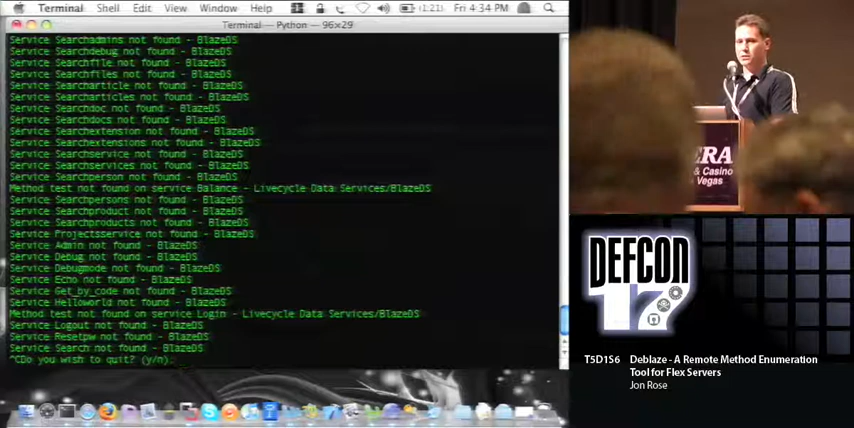 Terminal Shell Edit View Window Help (1:21) Fri 4:34 PM
Terminal — Python — 96×29
Service Searchadmins not found - BlazeDS
Service Searchdebug not found - BlazeDS
Service Searchfile not found - BlazeDS
Service Searchfiles not found - BlazeDS
Service Searcharticle not found - BlazeDS
Service Searcharticles not found - BlazeDS
Service Searchdoc not found - BlazeDS
Service Searchdocs not found - BlazeDS
Service Searchextension not found - BlazeDS
Service Searchextensions not found - BlazeDS
Service Searchservice not found - BlazeDS
Service Searchservices not found - BlazeDS
Service Searchperson not found - BlazeDS
Method test not found on service Balance - Livecycle Data Services/BlazeDS
Service Searchpersons not found - BlazeDS
Service Searchproduct not found - BlazeDS
Service Searchproducts not found - BlazeDS
Service Projectsservice not found - BlazeDS
Service Admin not found - BlazeDS
Service Debug not found - BlazeDS
Service Debugmode not found - BlazeDS
Service Echo not found - BlazeDS
Service Get_by_code not found - BlazeDS
Service Helloworld not found - BlazeDS
Method test not found on service Login - Livecycle Data Services/BlazeDS
Service Logout not found - BlazeDS
Service Resetpw not found - BlazeDS
Service Search not found - BlazeDS
^CDo you wish to quit? (y/n):
ERA
& Casino
Vegas
DEFCON
17
T5D1S6 Deblaze - A Remote Method Enumeration
Tool for Flex Servers
Jon Rose